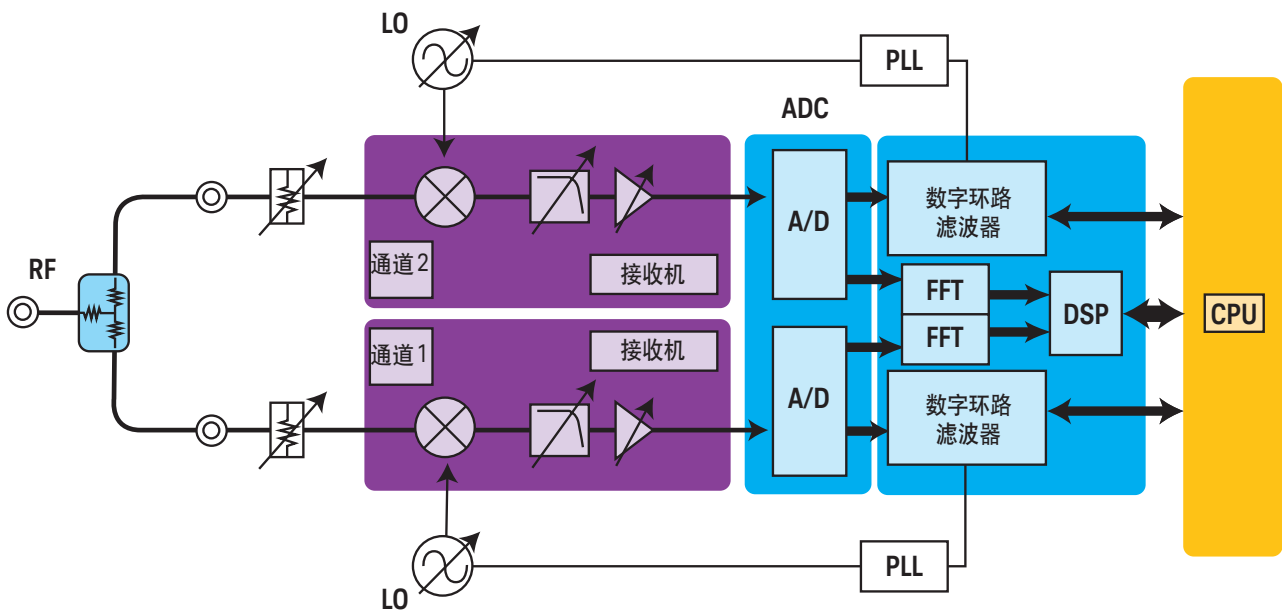 LO
PLL
ADC
数字环路
滤波器
A/D
RF
通道2
接收机
FFT
DSP
CPU
FFT
通道1
接收机
A/D
数字环路
滤波器
PLL
LO